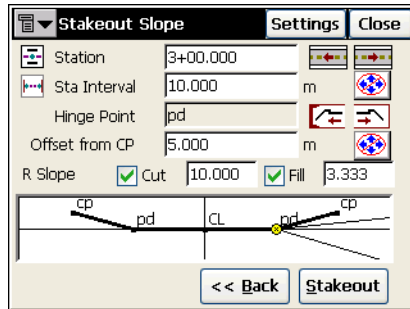 Stakeout Slope Settings Close
Station 3+00.000
Sta Interval 10.000 m
Hinge Point pd
Offset from CP 5.000 m
R Slope Cut 10.000 Fill 3.333
cp pd CL pd cp
<< Back Stakeout